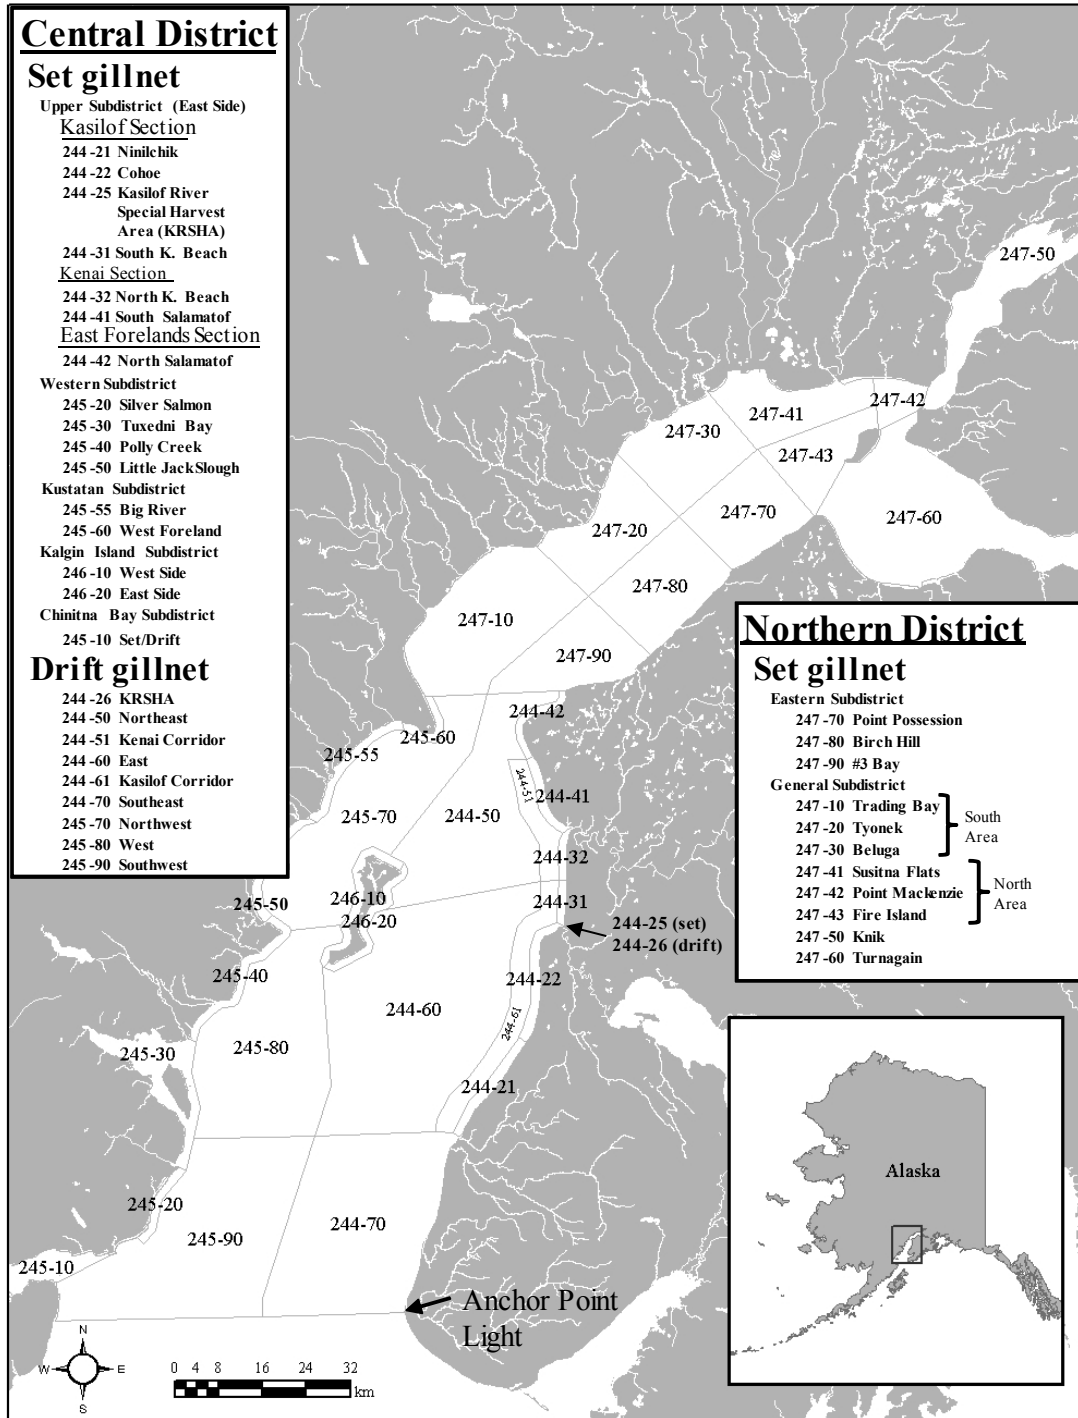 Central District
Set gillnet
Upper Subdistrict (East Side)
Kasilof Section
244-21 Ninilchik
244-22 Cohoe
244-25 Kasilof River
Special Harvest
Area (KRSHA)
244-31 South K. Beach
Kenai Section
244-32 North K. Beach
244-41 South Salamatof
East Forelands Section
244-42 North Salamatof
Western Subdistrict
245-20 Silver Salmon
245-30 Tuxedni Bay
245-40 Polly Creek
245-50 Little JackSlough
Kustatan Subdistrict
245-55 Big River
245-60 West Foreland
Kalgin Island Subdistrict
246-10 West Side
246-20 East Side
Chinitna Bay Subdistrict
245-10 Set/Drift
Drift gillnet
244-26 KRSHA
244-50 Northeast
244-51 Kenai Corridor
244-60 East
244-61 Kasilof Corridor
244-70 Southeast
245-70 Northwest
245-80 West
245-90 Southwest
247-50
247-42
247-41
247-30
247-43
247-70
247-60
247-20
247-80
247-10
247-90
Northern District
Set gillnet
Eastern Subdistrict
247-70 Point Possession
247-80 Birch Hill
247-90 #3 Bay
General Subdistrict
247-10 Trading Bay
247-20 Tyonek
247-30 Beluga
South
Area
247-41 Susitna Flats
247-42 Point Mackenzie
247-43 Fire Island
North
Area
247-50 Knik
247-60 Turnagain
244-42
245-60
245-55
244-51
244-41
245-70
244-50
244-32
246-10
244-31
245-50
246-20
244-25 (set)
244-26 (drift)
245-40
244-22
244-60
244-61
245-80
245-30
244-21
245-20
244-70
245-90
245-10
Anchor Point
Light
Alaska
N
W
E
S
0 4 8 16 24 32
km